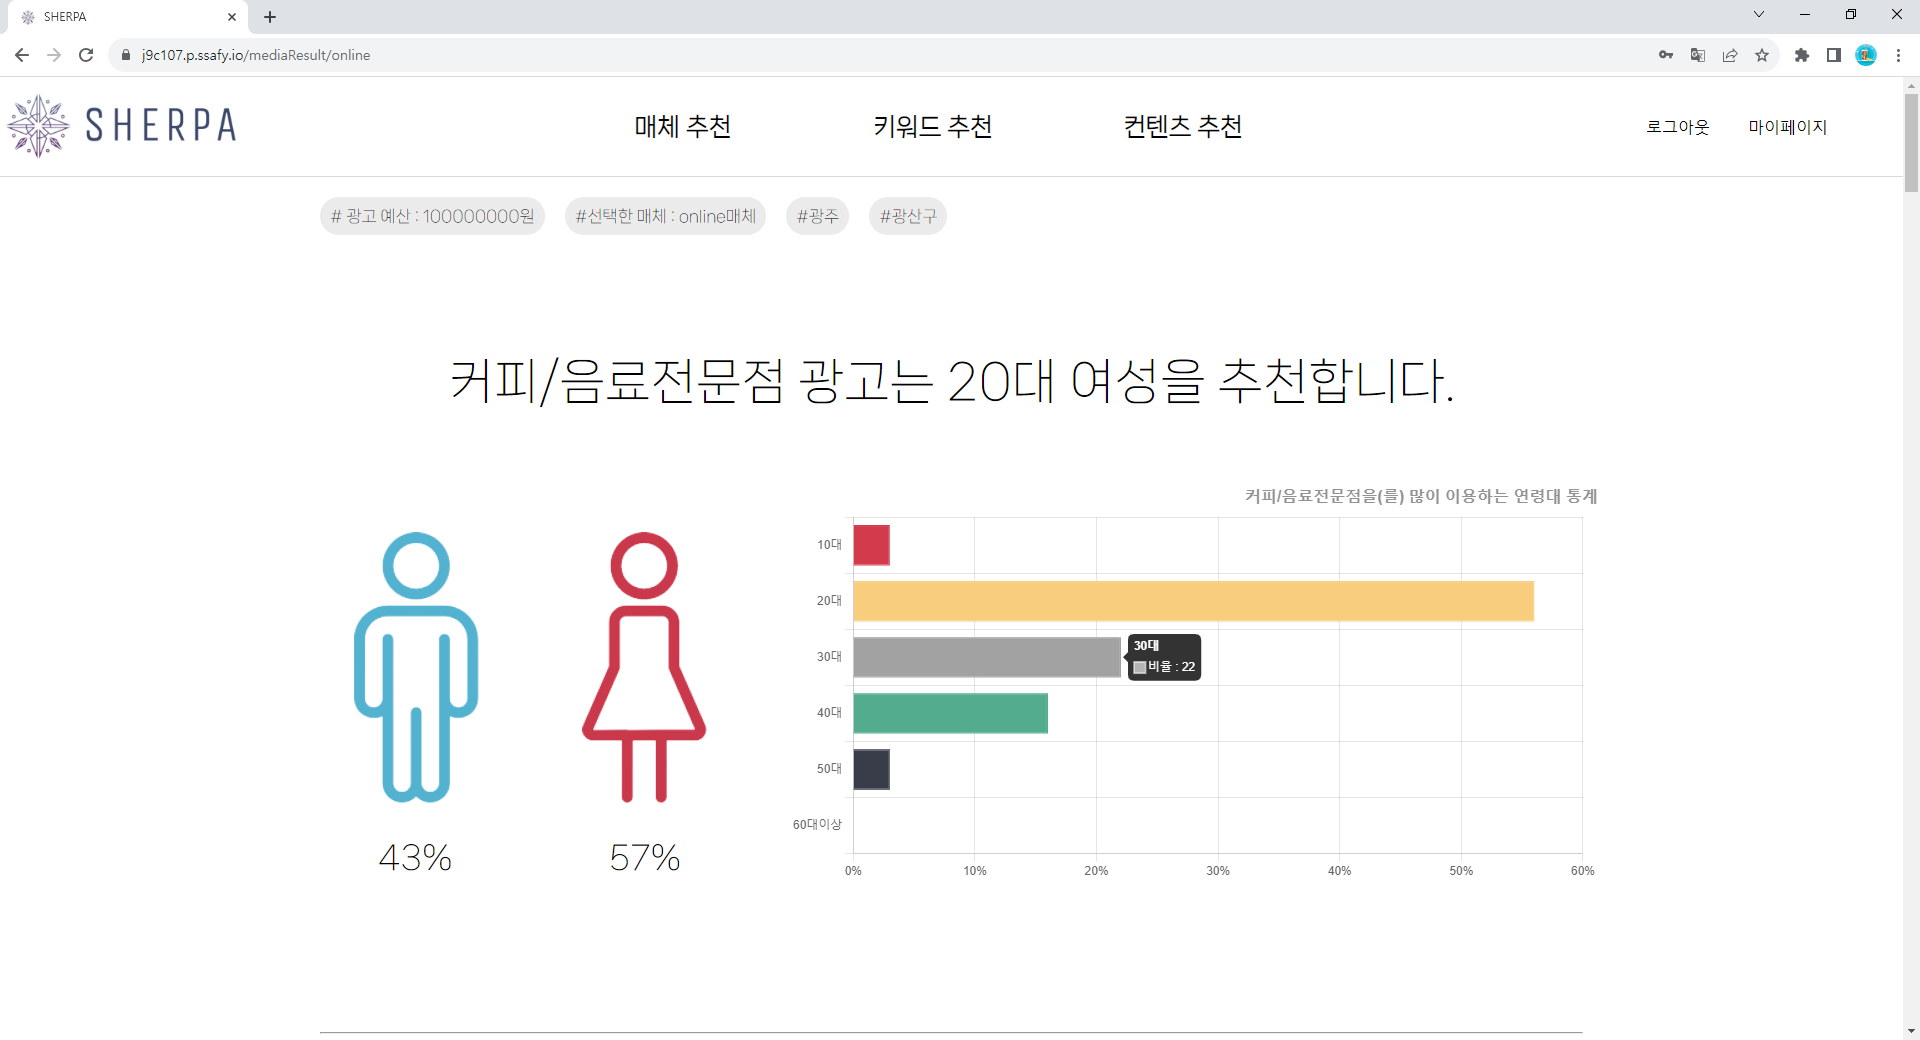 SHERPA
j9c107.p.ssafy.io/mediaResult/online
SHERPA
매체 추천
키워드 추천
컨텐츠 추천
로그아웃
마이페이지
# 광고 예산 : 100000000원
#선택한 매체 : online매체
#광주
#광산구
커피/음료전문점 광고는 20대 여성을 추천합니다.
커피/음료전문점을(를) 많이 이용하는 연령대 통계
10대
20대
30대
30대
비율 : 22
40대
50대
60대이상
0% 10% 20% 30% 40% 50% 60%
43%
57%